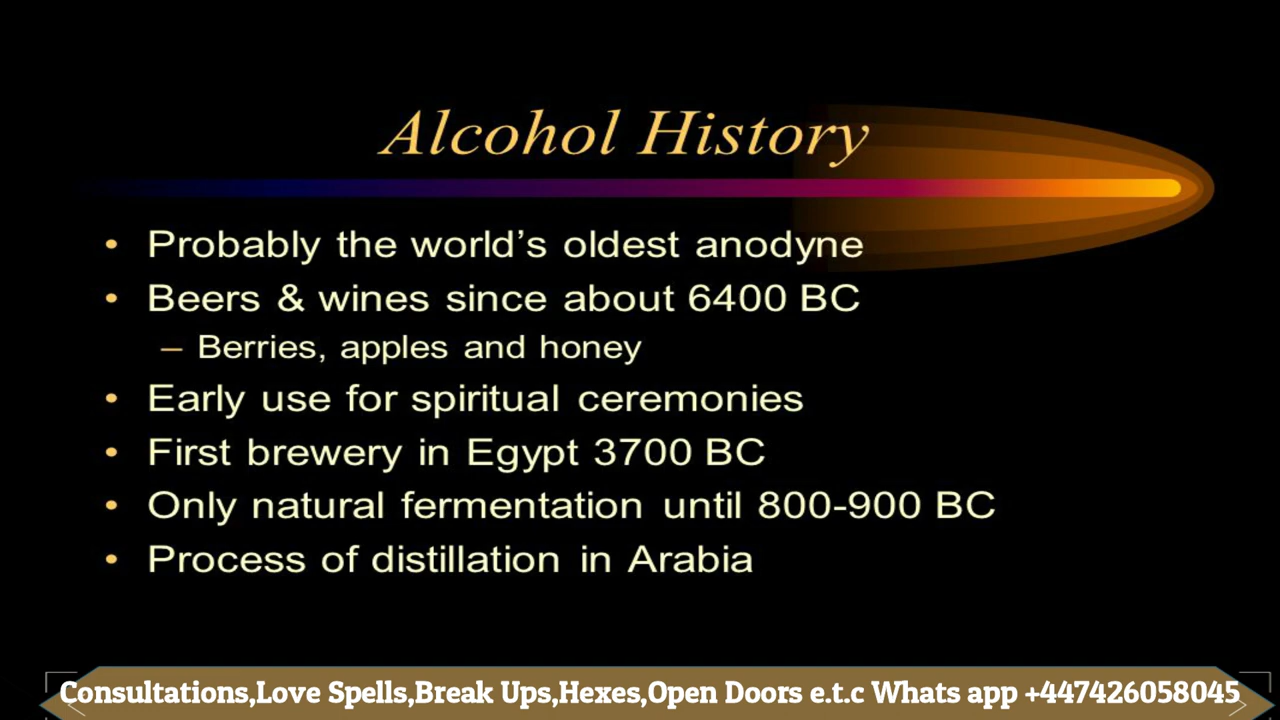 Alcohol History
• Probably the world's oldest anodyne
• Beers & wines since about 6400 BC
– Berries, apples and honey
• Early use for spiritual ceremonies
• First brewery in Egypt 3700 BC
• Only natural fermentation until 800-900 BC
• Process of distillation in Arabia
Consultations,Love Spells,Break Ups,Hexes,Open Doors e.t.c Whats app +447426058045